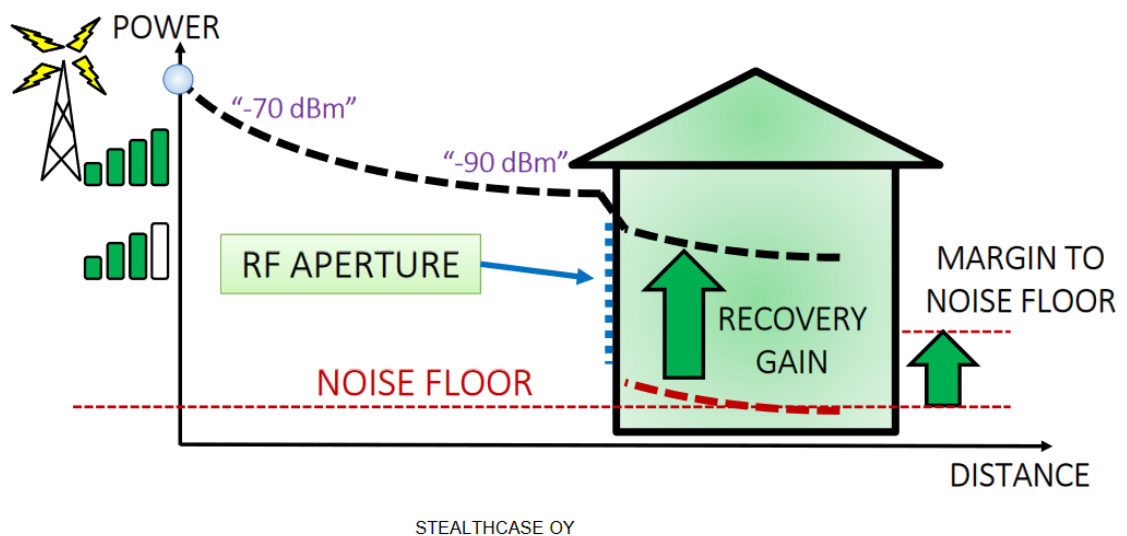 POWER
“-70 dBm”
“-90 dBm”
RF APERTURE
MARGIN TO
NOISE FLOOR
RECOVERY
GAIN
NOISE FLOOR
DISTANCE
STEALTHCASE OY